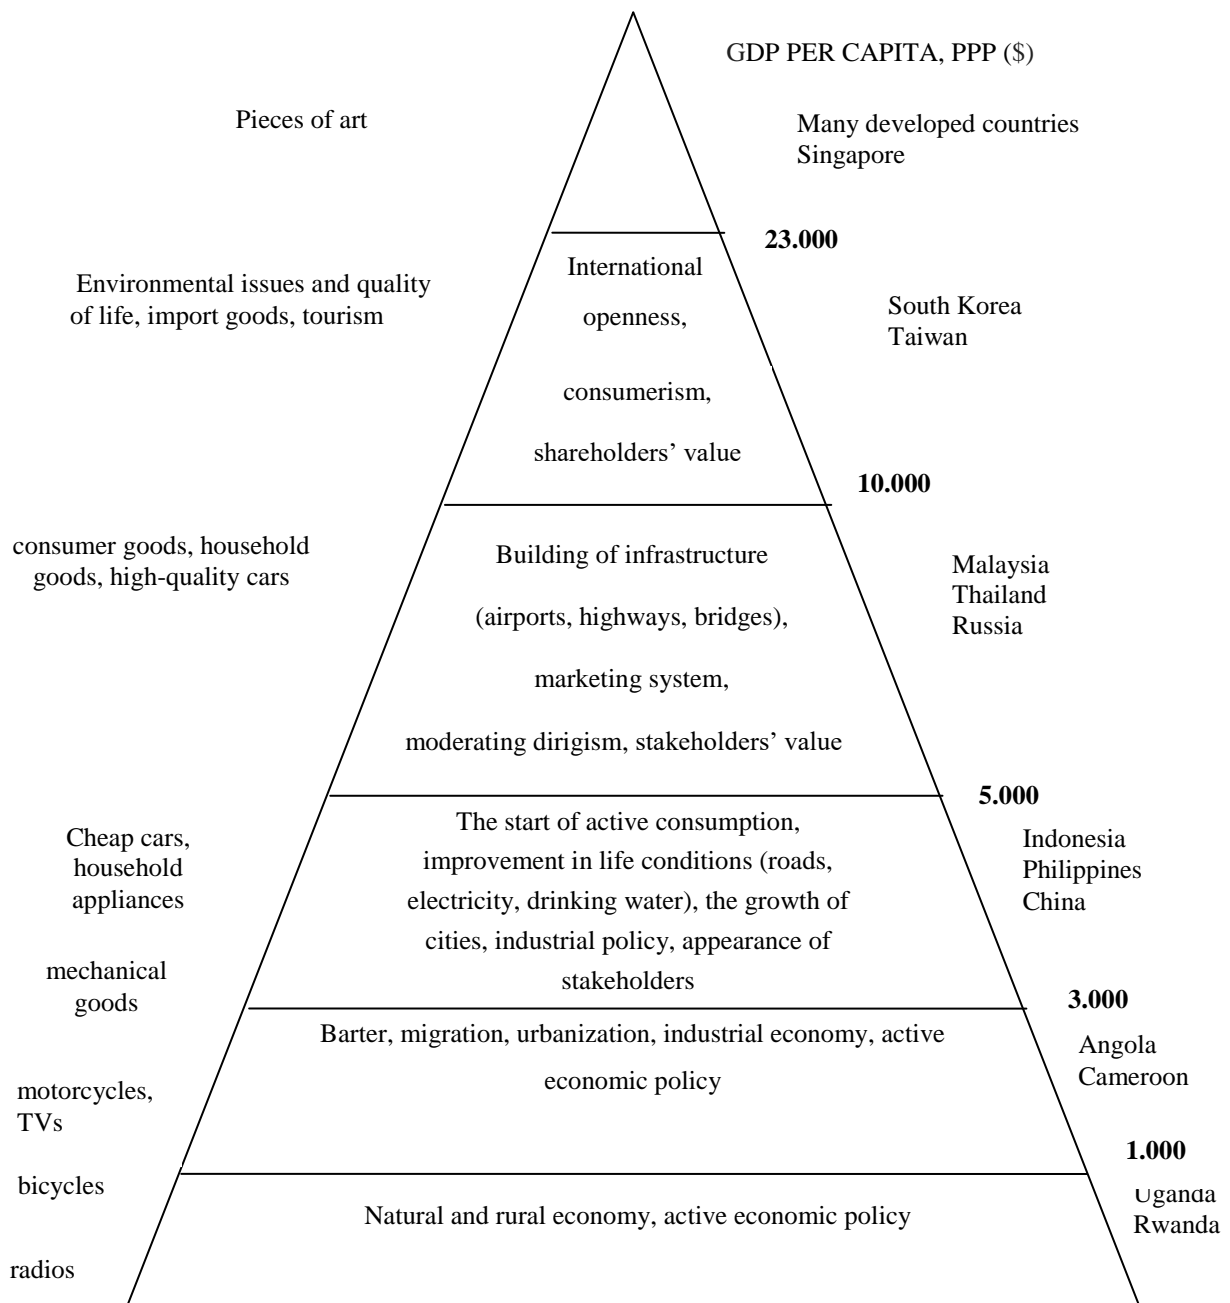 GDP PER CAPITA, PPP ($)
Pieces of art
Many developed countries
Singapore
23.000
International
openness,
consumerism,
shareholders’ value
Environmental issues and quality
of life, import goods, tourism
South Korea
Taiwan
10.000
consumer goods, household
goods, high-quality cars
Building of infrastructure
(airports, highways, bridges),
marketing system,
moderating dirigism, stakeholders’ value
Malaysia
Thailand
Russia
5.000
Cheap cars,
household
appliances
The start of active consumption,
improvement in life conditions (roads,
electricity, drinking water), the growth of
cities, industrial policy, appearance of
stakeholders
Indonesia
Philippines
China
mechanical
goods
3.000
Barter, migration, urbanization, industrial economy, active
economic policy
Angola
Cameroon
motorcycles,
TVs
1.000
bicycles
Natural and rural economy, active economic policy
Uganda
Rwanda
radios